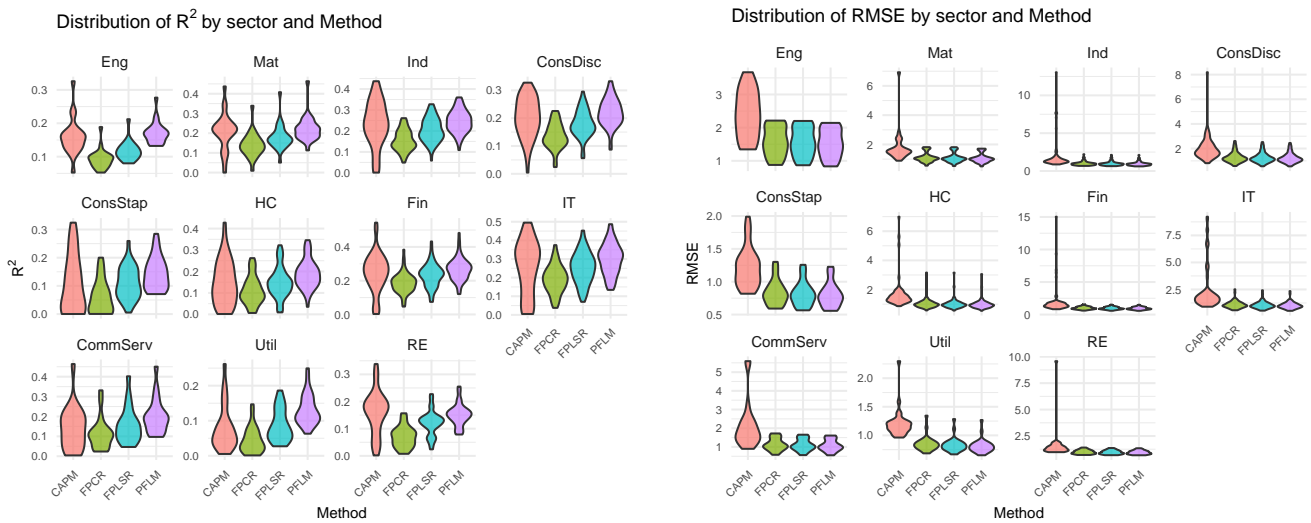 Distribution of R² by sector and Method
Eng
Mat
Ind
ConsDisc
0.3
0.2
0.1
0.4
0.3
0.2
0.1
0.0
0.4
0.3
0.2
0.1
0.0
0.4
0.3
0.2
0.1
0.0
ConsStap
HC
Fin
IT
0.3
0.2
0.1
0.0
0.4
0.3
0.2
0.1
0.0
0.4
0.2
0.0
0.5
0.4
0.3
0.2
0.1
0.0
CommServ
Util
RE
0.4
0.3
0.2
0.1
0.0
0.2
0.1
0.0
0.3
0.2
0.1
0.0
R²
CAPM FPCR FPLSR PFLM
CAPM FPCR FPLSR PFLM
CAPM FPCR FPLSR PFLM
CAPM FPCR FPLSR PFLM
Method
Distribution of RMSE by sector and Method
Eng
Mat
Ind
ConsDisc
3
2
1
6
4
2
10
5
0
8
6
4
2
ConsStap
HC
Fin
IT
2.0
1.5
1.0
0.5
6
4
2
15
10
5
0
7.5
5.0
2.5
CommServ
Util
RE
5
4
3
2
1
2.0
1.5
1.0
10.0
7.5
5.0
2.5
RMSE
CAPM FPCR FPLSR PFLM
CAPM FPCR FPLSR PFLM
CAPM FPCR FPLSR PFLM
CAPM FPCR FPLSR PFLM
Method